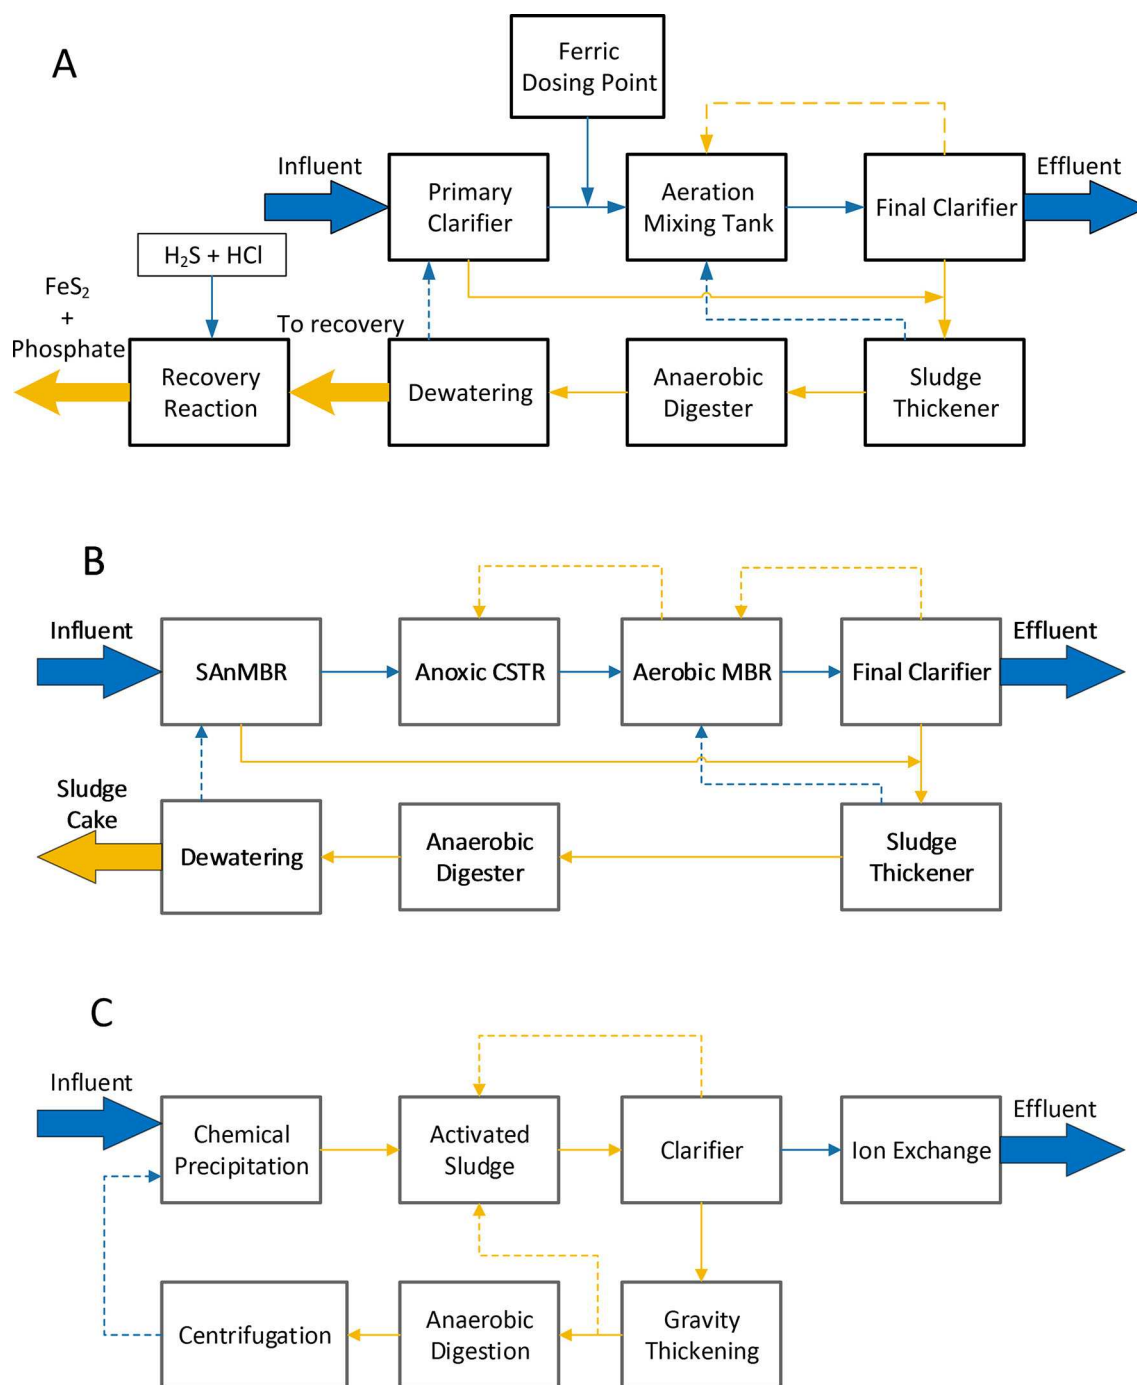 A
Ferric
Dosing Point
Influent
Primary
Clarifier
Aeration
Mixing Tank
Final Clarifier
Effluent
H₂S + HCl
FeS₂
+
Phosphate
To recovery
Recovery
Reaction
Dewatering
Anaerobic
Digester
Sludge
Thickener
B
Influent
SAnMBR
Anoxic CSTR
Aerobic MBR
Final Clarifier
Effluent
Sludge
Cake
Dewatering
Anaerobic
Digester
Sludge
Thickener
C
Influent
Chemical
Precipitation
Activated
Sludge
Clarifier
Ion Exchange
Effluent
Centrifugation
Anaerobic
Digestion
Gravity
Thickening